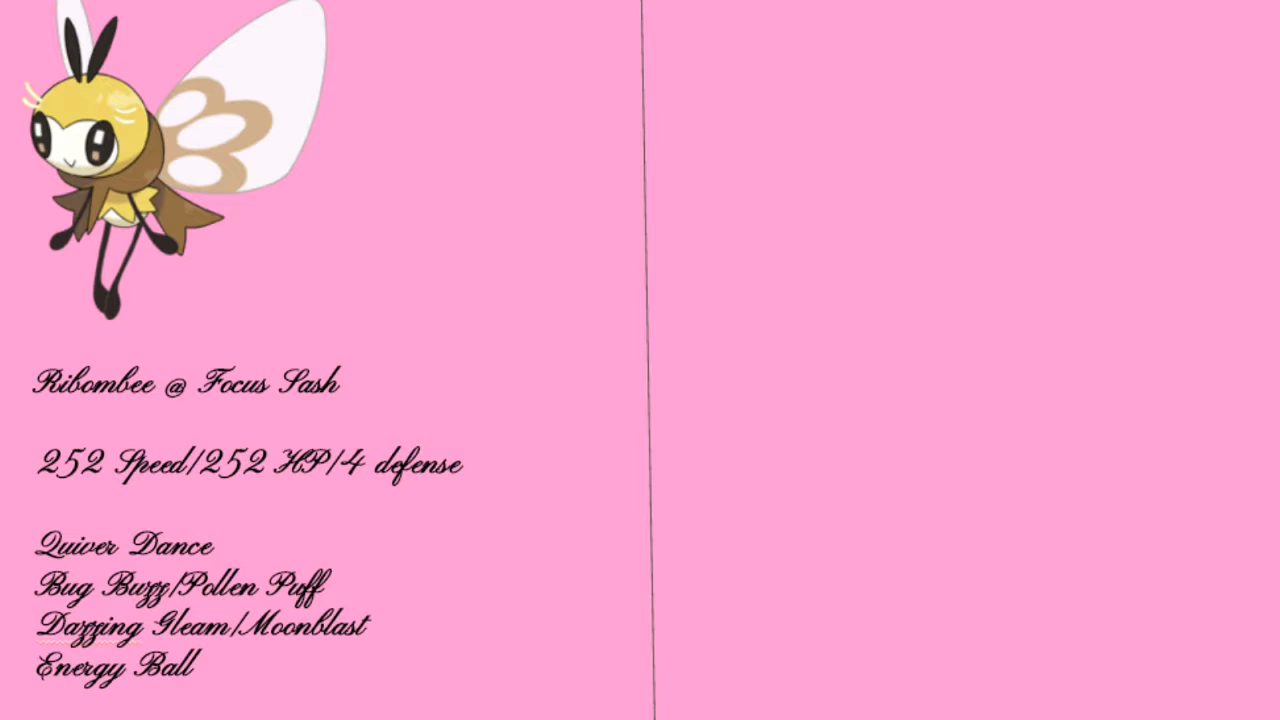 Ribombee @ Focus Sash
252 Speed/252 HP/4 defense
Quiver Dance
Bug Buzz/Pollen Puff
Dazzing Gleam/Moonblast
Energy Ball